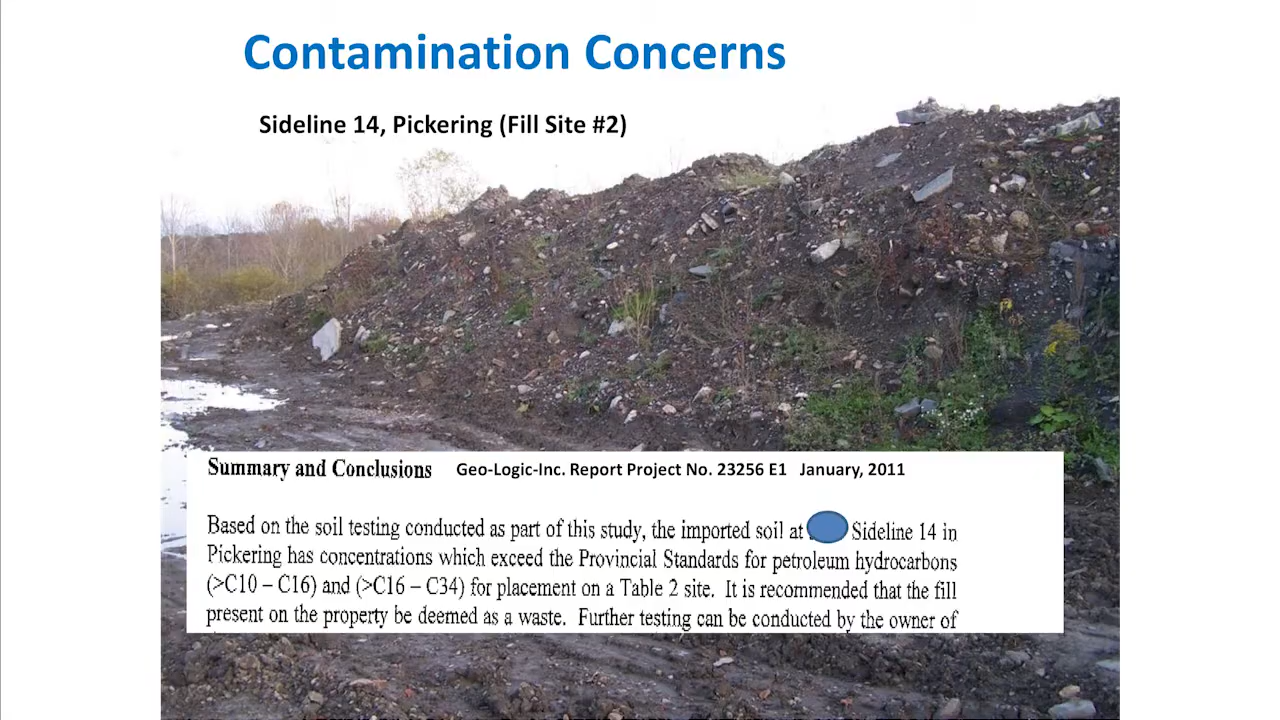 Contamination Concerns
Sideline 14, Pickering (Fill Site #2)
Summary and Conclusions Geo-Logic-Inc. Report Project No. 23256 E1 January, 2011
Based on the soil testing conducted as part of this study, the imported soil at Sideline 14 in
Pickering has concentrations which exceed the Provincial Standards for petroleum hydrocarbons
(>C10 – C16) and (>C16 – C34) for placement on a Table 2 site. It is recommended that the fill
present on the property be deemed as a waste. Further testing can be conducted by the owner of